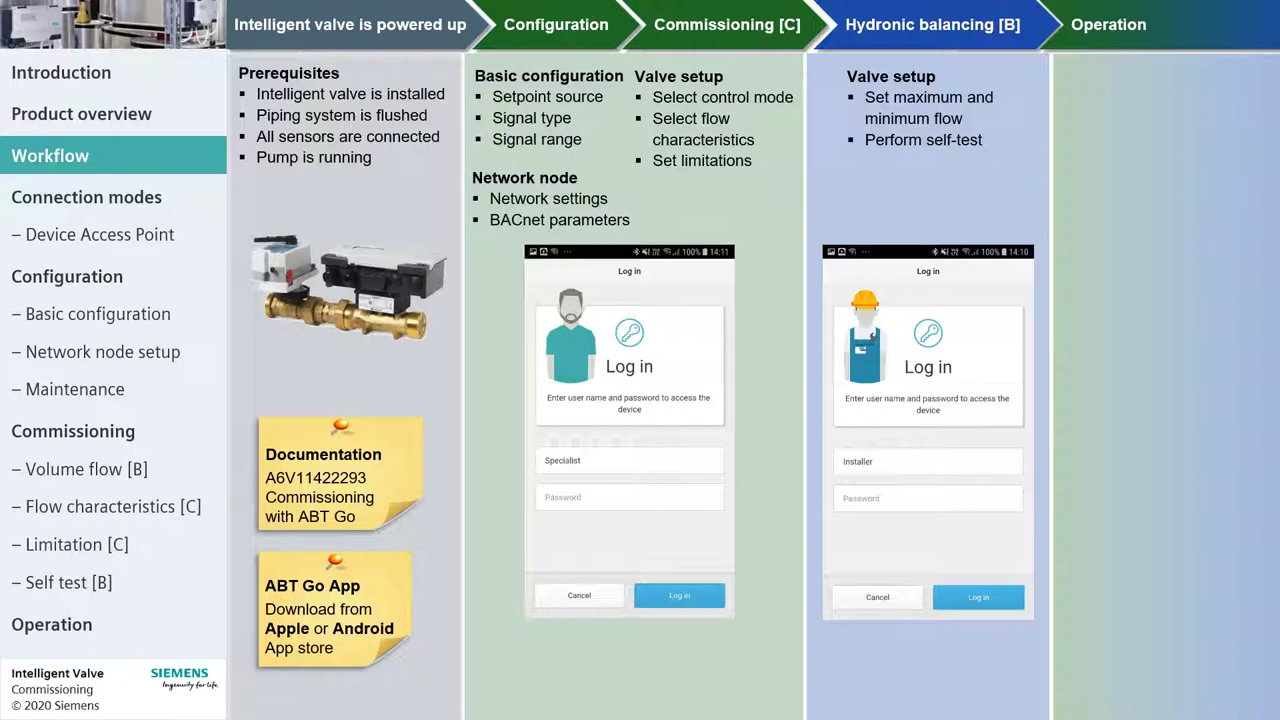 Intelligent valve is powered up
Configuration
Commissioning [C]
Hydronic balancing [B]
Operation
Introduction
Product overview
Workflow
Connection modes
– Device Access Point
Configuration
– Basic configuration
– Network node setup
– Maintenance
Commissioning
– Volume flow [B]
– Flow characteristics [C]
– Limitation [C]
– Self test [B]
Operation
Intelligent Valve
Commissioning
© 2020 Siemens
SIEMENS
Ingenuity for life
Prerequisites
▪ Intelligent valve is installed
▪ Piping system is flushed
▪ All sensors are connected
▪ Pump is running
Documentation
A6V11422293
Commissioning
with ABT Go
ABT Go App
Download from
Apple or Android
App store
Basic configuration
▪ Setpoint source
▪ Signal type
▪ Signal range
Network node
▪ Network settings
▪ BACnet parameters
Valve setup
▪ Select control mode
▪ Select flow
characteristics
▪ Set limitations
100% 14:11
Log in
Log in
Enter user name and password to access the
device
Specialist
Password
Cancel
Log in
Valve setup
▪ Set maximum and
minimum flow
▪ Perform self-test
100% 14:10
Log in
Log in
Enter user name and password to access the
device
Installer
Password
Cancel
Log in